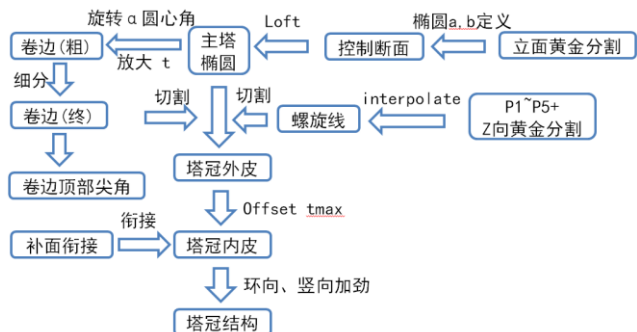 旋转α圆心角
Loft
椭圆a,b定义
卷边(粗)
主塔
椭圆
控制断面
立面黄金分割
放大 t
细分
切割
切割
interpolate
卷边(终)
螺旋线
P1~P5+
Z向黄金分割
塔冠外皮
卷边顶部尖角
Offset tmax
衔接
补面衔接
塔冠内皮
环向、竖向加劲
塔冠结构